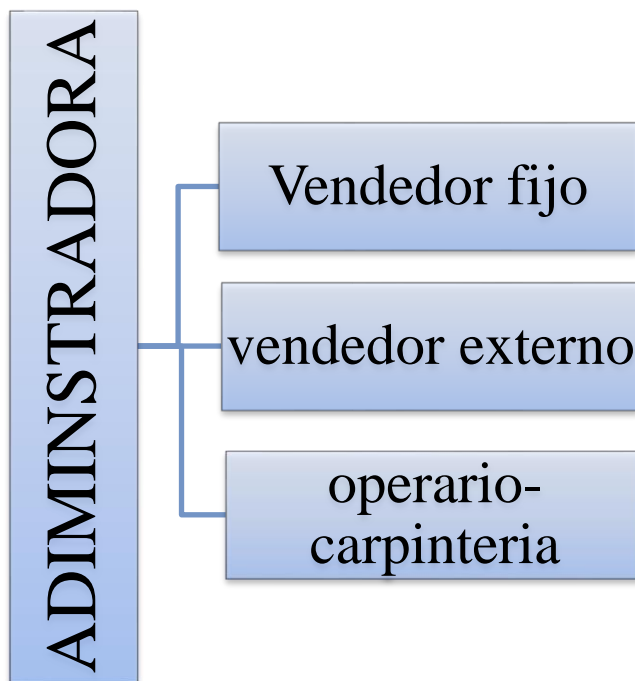 ADIMINSTRADORA
Vendedor fijo
vendedor externo
operario-
carpinteria